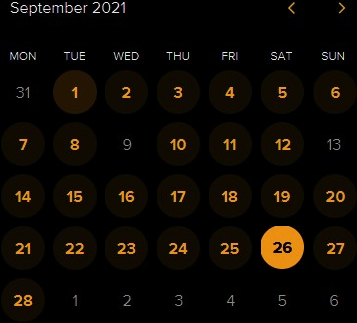 September 2021
MON TUE WED THU FRI SAT SUN
31 1 2 3 4 5 6
7 8 9 10 11 12 13
14 15 16 17 18 19 20
21 22 23 24 25 26 27
28 1 2 3 4 5 6